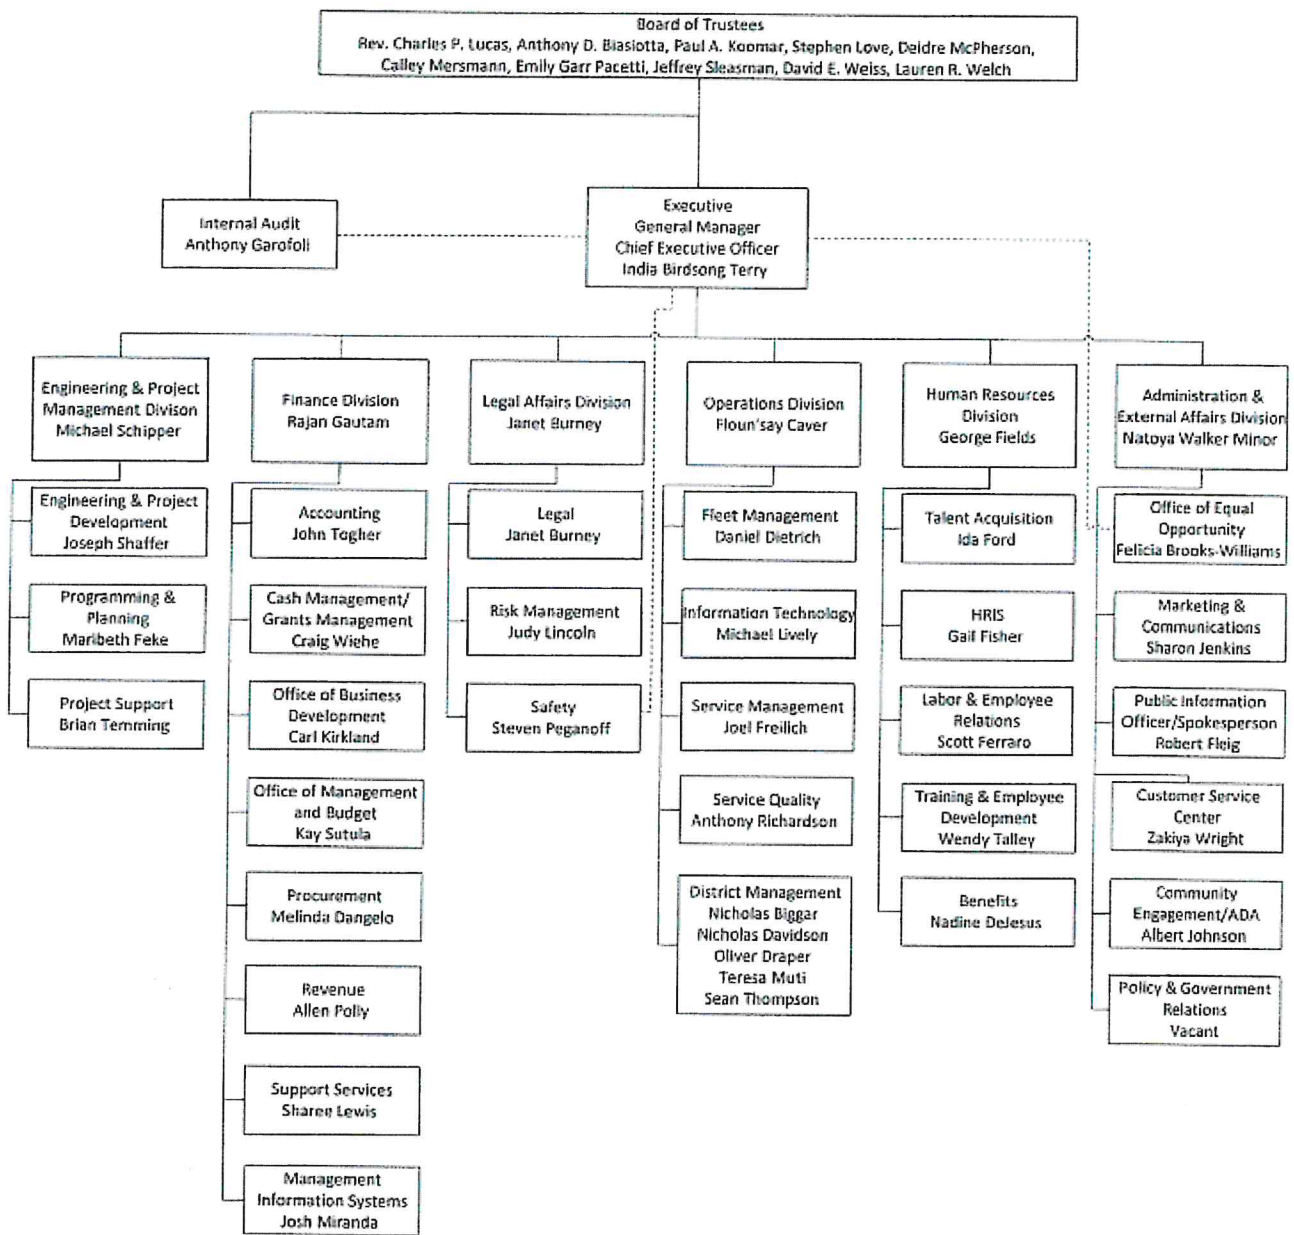 Board of Trustees
Rev. Charles P. Lucas, Anthony D. Biasiotta, Paul A. Koomar, Stephen Love, Deidre McPherson,
Calley Mersmann, Emily Garr Pacetti, Jeffrey Sleasman, David E. Weiss, Lauren R. Welch
Internal Audit
Anthony Garofoli
Executive
General Manager
Chief Executive Officer
India Birdsong Terry
Engineering & Project
Management Divison
Michael Schipper
Finance Division
Rajan Gautam
Legal Affairs Division
Janet Burney
Operations Division
Floun'say Caver
Human Resources
Division
George Fields
Administration &
External Affairs Division
Natoya Walker Minor
Engineering & Project
Development
Joseph Shaffer
Programming &
Planning
Maribeth Feke
Project Support
Brian Temming
Accounting
John Togher
Cash Management/
Grants Management
Craig Wiehe
Office of Business
Development
Carl Kirkland
Office of Management
and Budget
Kay Sutula
Procurement
Melinda Dangelo
Revenue
Allen Polly
Support Services
Sharee Lewis
Management
Information Systems
Josh Miranda
Legal
Janet Burney
Risk Management
Judy Lincoln
Safety
Steven Peganoff
Fleet Management
Daniel Dietrich
Information Technology
Michael Lively
Service Management
Joel Freilich
Service Quality
Anthony Richardson
District Management
Nicholas Biggar
Nicholas Davidson
Oliver Draper
Teresa Muti
Sean Thompson
Talent Acquisition
Ida Ford
HRIS
Gail Fisher
Labor & Employee
Relations
Scott Ferraro
Training & Employee
Development
Wendy Talley
Benefits
Nadine DeJesus
Office of Equal
Opportunity
Felicia Brooks-Williams
Marketing &
Communications
Sharon Jenkins
Public Information
Officer/Spokesperson
Robert Fleig
Customer Service
Center
Zakiya Wright
Community
Engagement/ADA
Albert Johnson
Policy & Government
Relations
Vacant